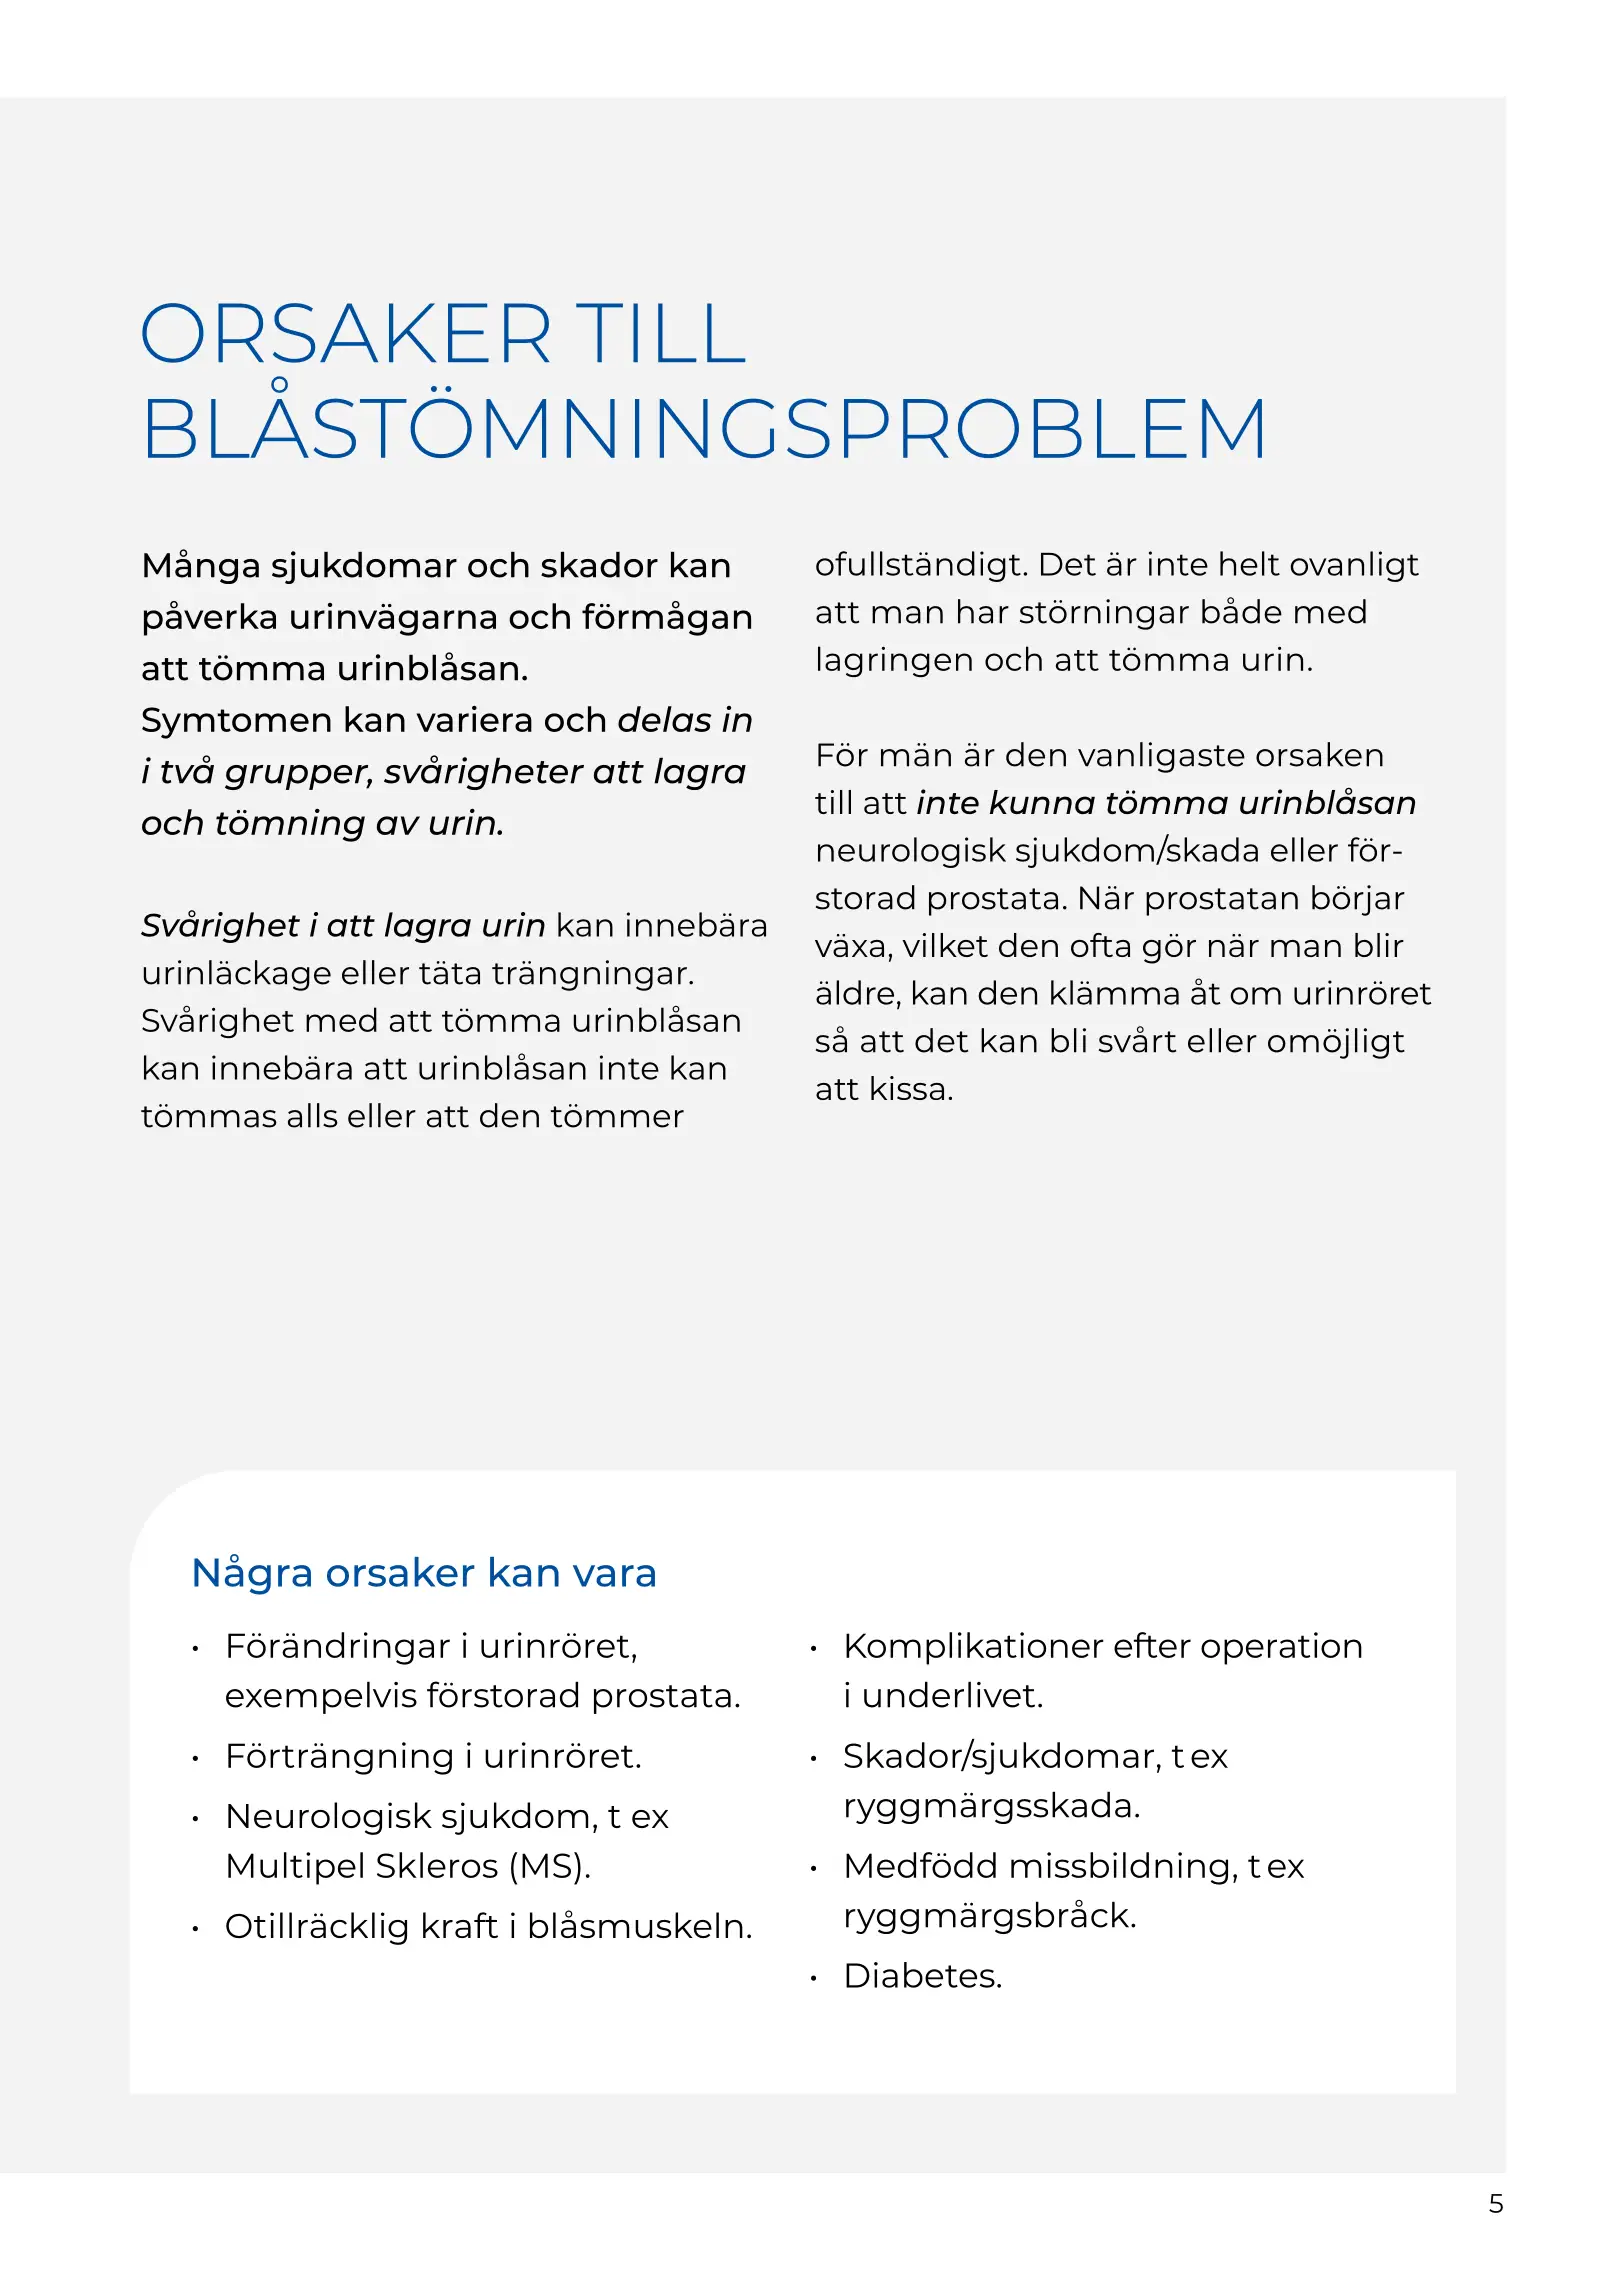 ORSAKER TILL
BLÅSTÖMNINGSPROBLEM
Många sjukdomar och skador kan
påverka urinvägarna och förmågan
att tömma urinblåsan.
Symtomen kan variera och delas in
i två grupper, svårigheter att lagra
och tömning av urin.
Svårighet i att lagra urin kan innebära
urinläckage eller täta trängningar.
Svårighet med att tömma urinblåsan
kan innebära att urinblåsan inte kan
tömmas alls eller att den tömmer
ofullständigt. Det är inte helt ovanligt
att man har störningar både med
lagringen och att tömma urin.
För män är den vanligaste orsaken
till att inte kunna tömma urinblåsan
neurologisk sjukdom/skada eller för-
storad prostata. När prostatan börjar
växa, vilket den ofta gör när man blir
äldre, kan den klämma åt om urinröret
så att det kan bli svårt eller omöjligt
att kissa.
Några orsaker kan vara
• Förändringar i urinröret,
exempelvis förstorad prostata.
• Förträngning i urinröret.
• Neurologisk sjukdom, t ex
Multipel Skleros (MS).
• Otillräcklig kraft i blåsmuskeln.
• Komplikationer efter operation
i underlivet.
• Skador/sjukdomar, t ex
ryggmärgsskada.
• Medfödd missbildning, t ex
ryggmärgsbråck.
• Diabetes.
5